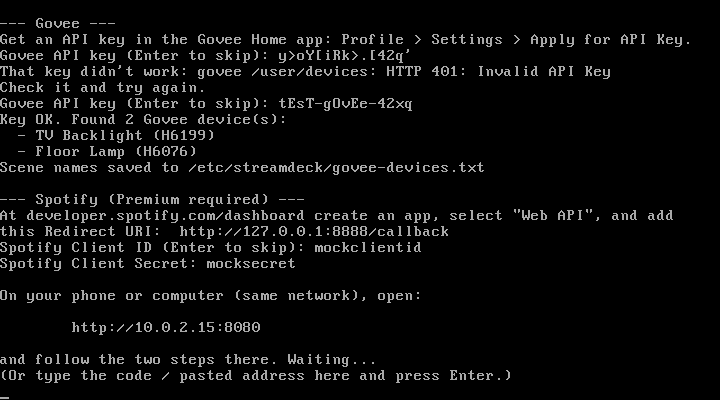 --- Govee ---
Get an API key in the Govee Home app: Profile > Settings > Apply for API Key.
Govee API key (Enter to skip): y>oY[iRk>.[42q'
That key didn't work: govee /user/devices: HTTP 401: Invalid API Key
Check it and try again.
Govee API key (Enter to skip): tEsT-gOvEe-42xq
Key OK. Found 2 Govee device(s):
  - TV Backlight (H6199)
  - Floor Lamp (H6076)
Scene names saved to /etc/streamdeck/govee-devices.txt

--- Spotify (Premium required) ---
At developer.spotify.com/dashboard create an app, select "Web API", and add
this Redirect URI:  http://127.0.0.1:8888/callback
Spotify Client ID (Enter to skip): mockclientid
Spotify Client Secret: mocksecret

On your phone or computer (same network), open:

        http://10.0.2.15:8080

and follow the two steps there. Waiting...
(Or type the code / pasted address here and press Enter.)